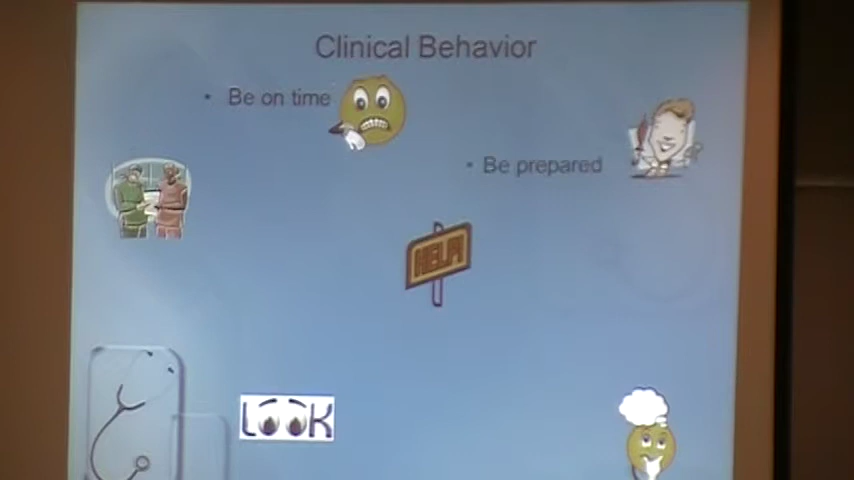 Clinical Behavior
• Be on time
• Be prepared
HELP!
LOOK